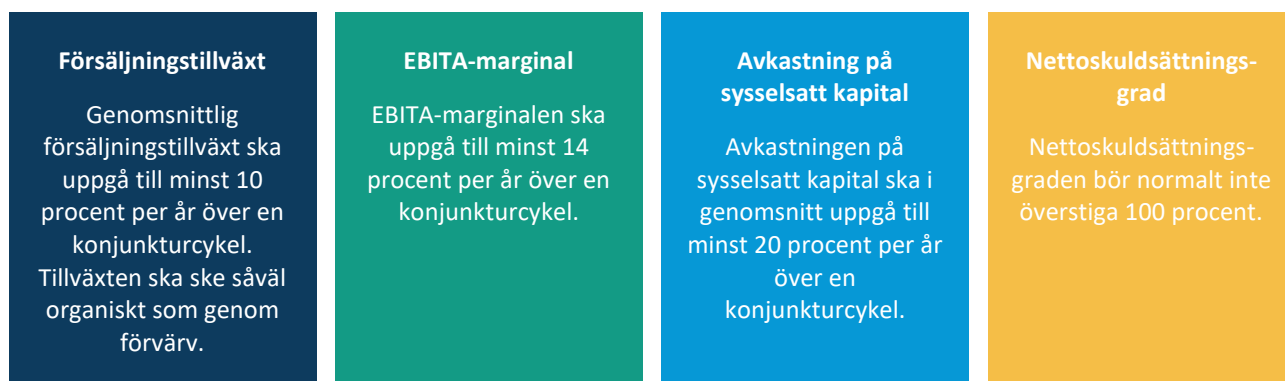 Försäljningstillväxt
Genomsnittlig
försäljningstillväxt ska
uppgå till minst 10
procent per år över en
konjunkturcykel.
Tillväxten ska ske såväl
organiskt som genom
förvärv.
EBITA-marginal
EBITA-marginalen ska
uppgå till minst 14
procent per år över en
konjunkturcykel.
Avkastning på
sysselsatt kapital
Avkastningen på
sysselsatt kapital ska i
genomsnitt uppgå till
minst 20 procent per år
över en
konjunkturcykel.
Nettoskuldsättnings-
grad
Nettoskuldsättnings-
graden bör normalt inte
överstiga 100 procent.